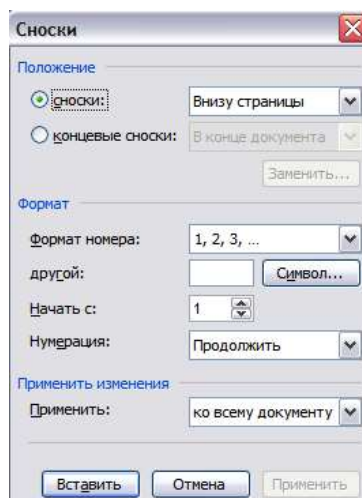 Сноски
Положение
сноски: Внизу страницы
концевые сноски: В конце документа
Заменить...
Формат
Формат номера: 1, 2, 3, ...
другой: Символ...
Начать с: 1
Нумерация: Продолжить
Применить изменения
Применить: ко всему документу
Вставить Отмена Применить